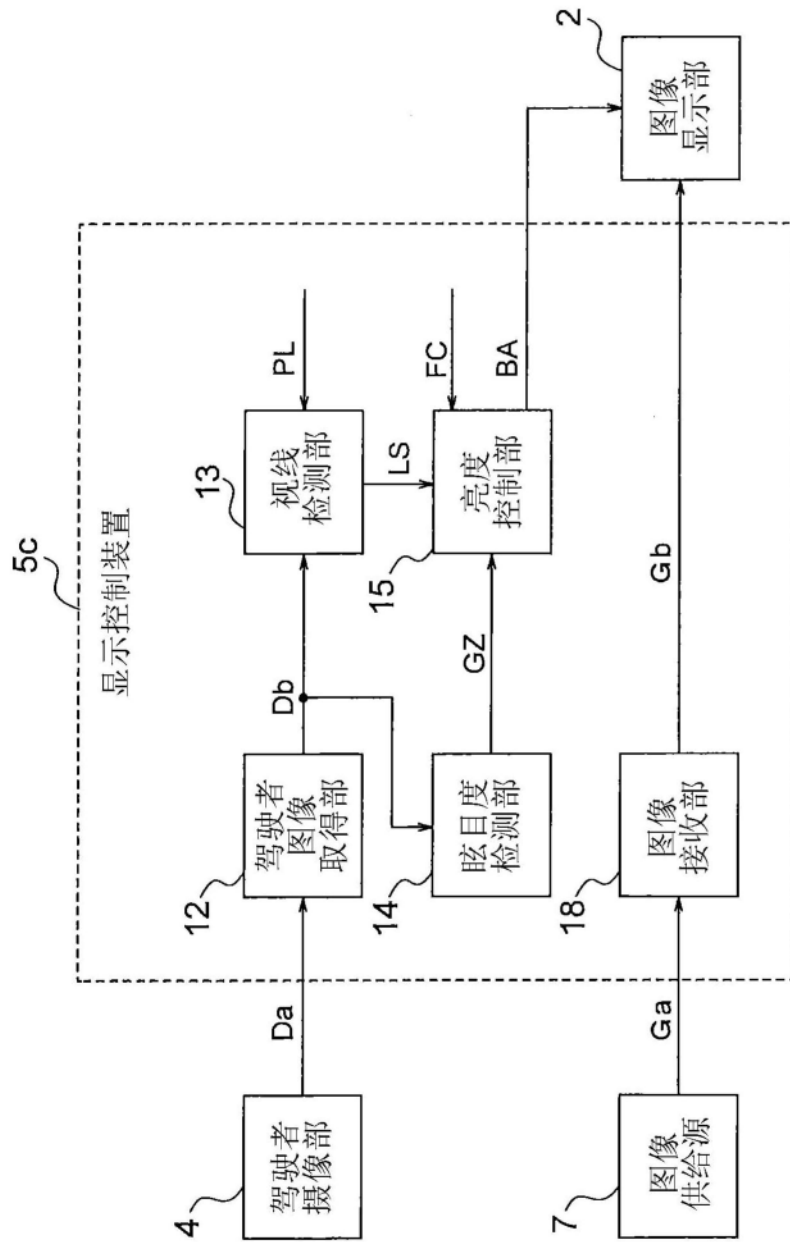 5c
显示控制装置
4
驾驶者
摄像部
Da
12
驾驶者
图像
取得部
Db
13
视线
检测部
PL
LS
14
眩目度
检测部
GZ
15
亮度
控制部
FC
BA
7
图像
供给源
Ga
18
图像
接收部
Gb
2
图像
显示部